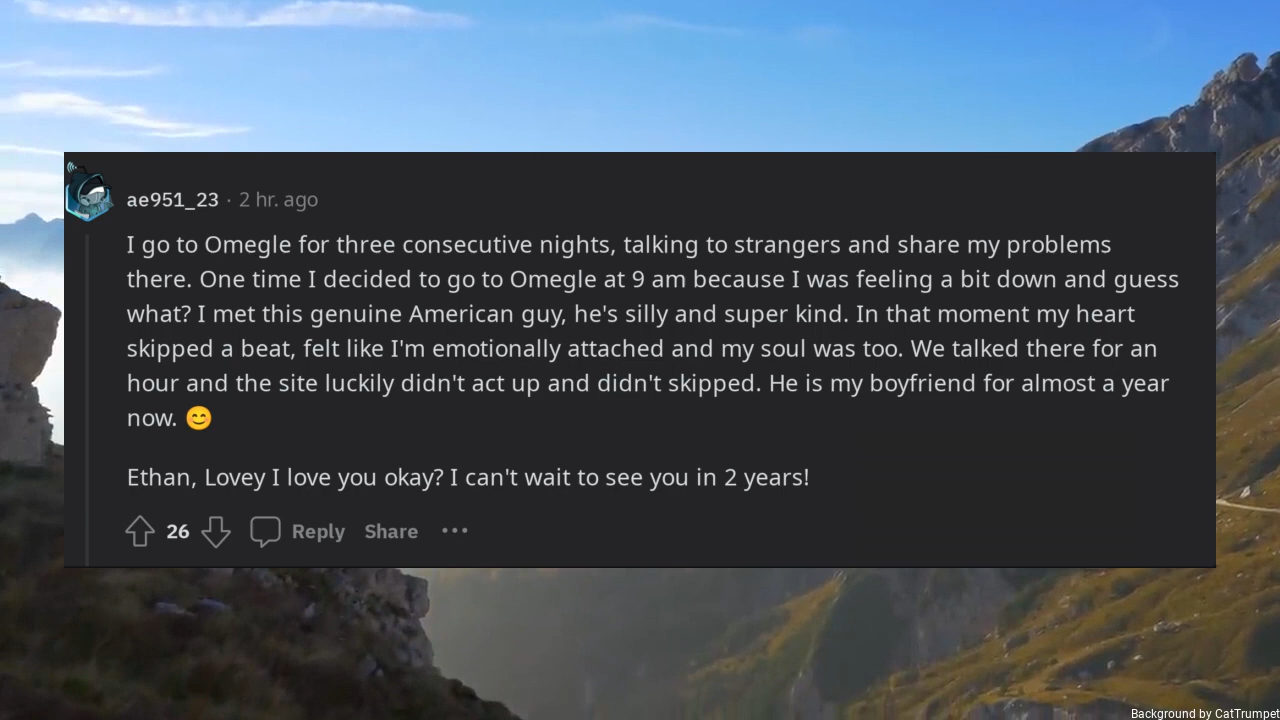 ae951_23 · 2 hr. ago
I go to Omegle for three consecutive nights, talking to strangers and share my problems
there. One time I decided to go to Omegle at 9 am because I was feeling a bit down and guess
what? I met this genuine American guy, he's silly and super kind. In that moment my heart
skipped a beat, felt like I'm emotionally attached and my soul was too. We talked there for an
hour and the site luckily didn't act up and didn't skipped. He is my boyfriend for almost a year
now. 😊
Ethan, Lovey I love you okay? I can't wait to see you in 2 years!
26 Reply Share ···
Background by CatTrumpet